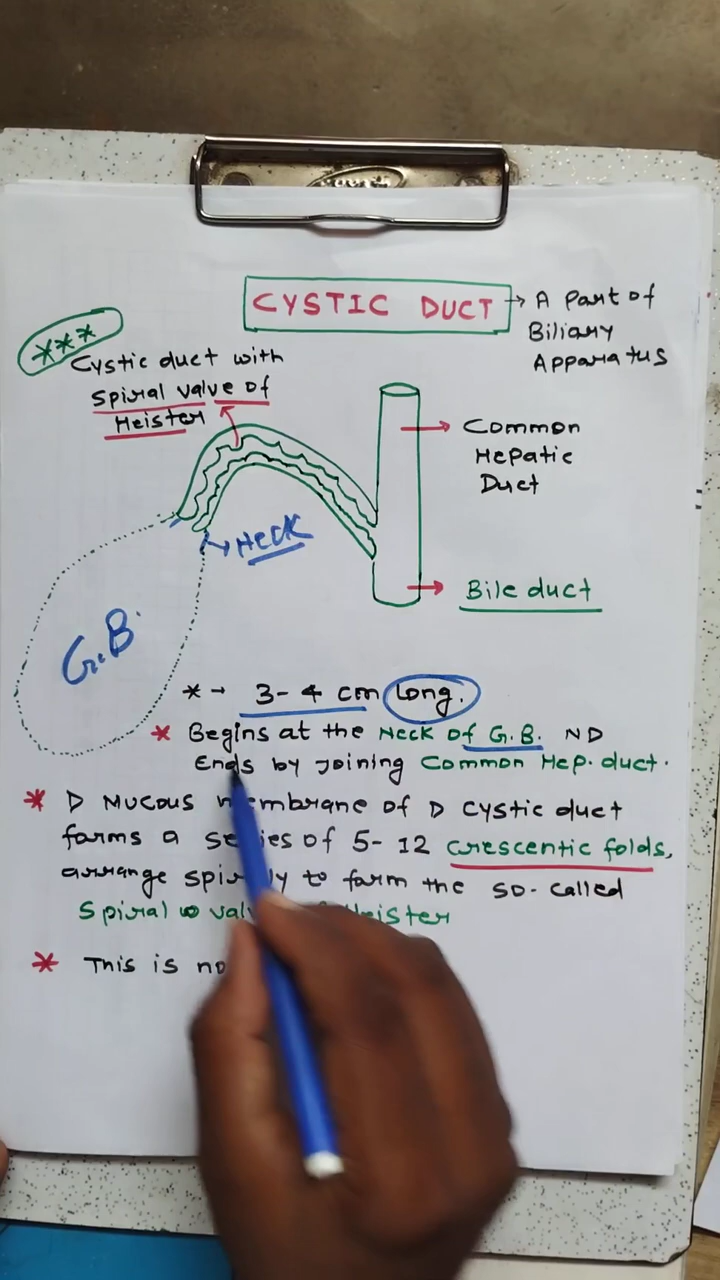 CYSTIC DUCT → A Part of
Biliary
Apparatus
***
Cystic duct with
Spiral valve of
Heister
Common
Hepatic
Duct
Neck
Bile duct
G.B.
* → 3-4 cm long.
* Begins at the Neck of G.B. ND
Ends by joining Common Hep. duct.
* D Mucous membrane of D Cystic duct
forms a series of 5-12 crescentic folds,
arrange spirally to form the so-called
Spiral Heister
* This is